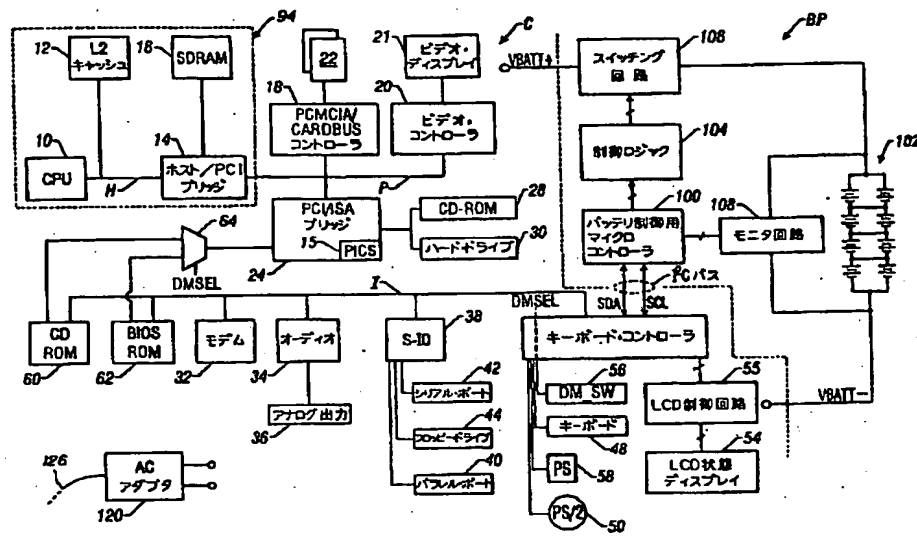 94
C
BP
12
L2
キャッシュ
18
SDRAM
22
21
ビデオ・
ディスプレイ
VBATT+
スイッチング
回路
106
18
PCMCIA/
CARDBUS
コントローラ
20
ビデオ・
コントローラ
制御ロジック
104
102
10
CPU
H
14
ホスト/PCI
ブリッジ
P
100
バッテリ制御用
マイクロ
コントローラ
108
モニタ回路
64
DMSEL
PCI/ISA
ブリッジ
15
PICS
24
CD-ROM
28
ハード・ドライブ
30
I
DMSEL
SDA
SCL
I²Cバス
CD
ROM
60
BIOS
ROM
62
モデム
32
オーディオ
34
S-IO
38
キーボード・コントローラ
アナログ出力
36
シリアル・ポート
42
フロッピードライブ
44
パラレル・ポート
40
DM_SW
56
キーボード
48
PS
58
PS/2
50
55
LCD制御回路
VBATT−
LCD状態
ディスプレイ
54
126
AC
アダプタ
120